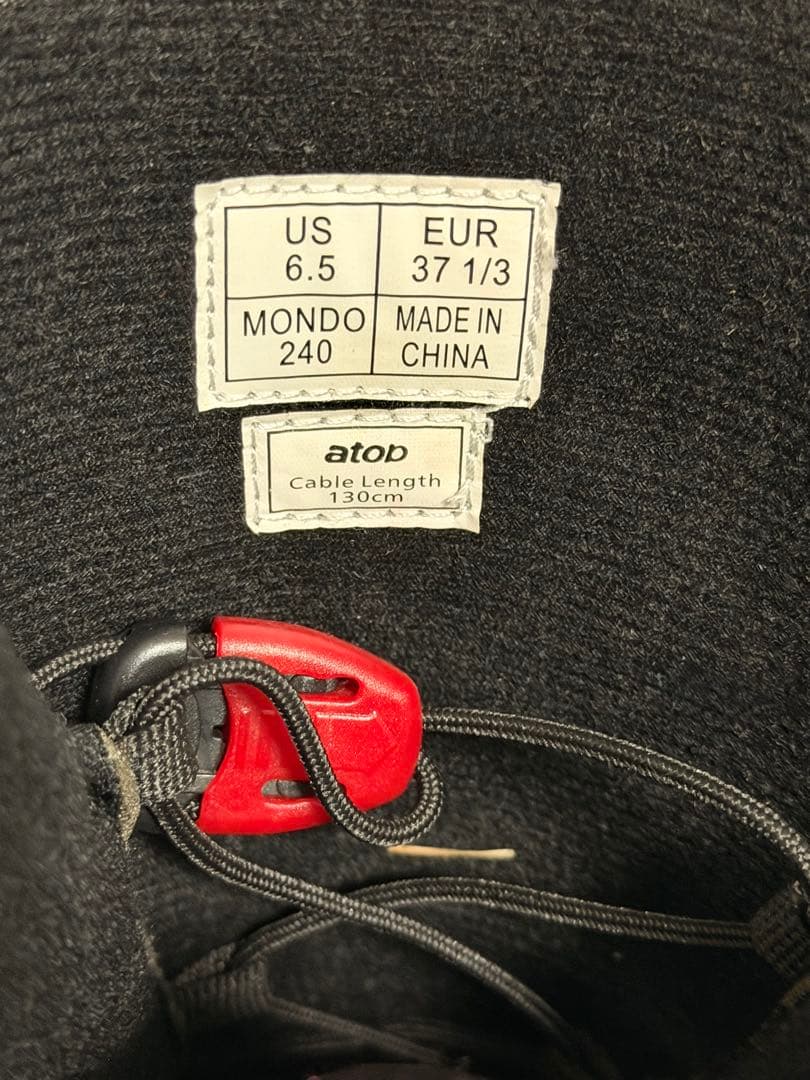 US
6.5
EUR
37 1/3
MONDO
240
MADE IN
CHINA
atop
Cable Length
130cm